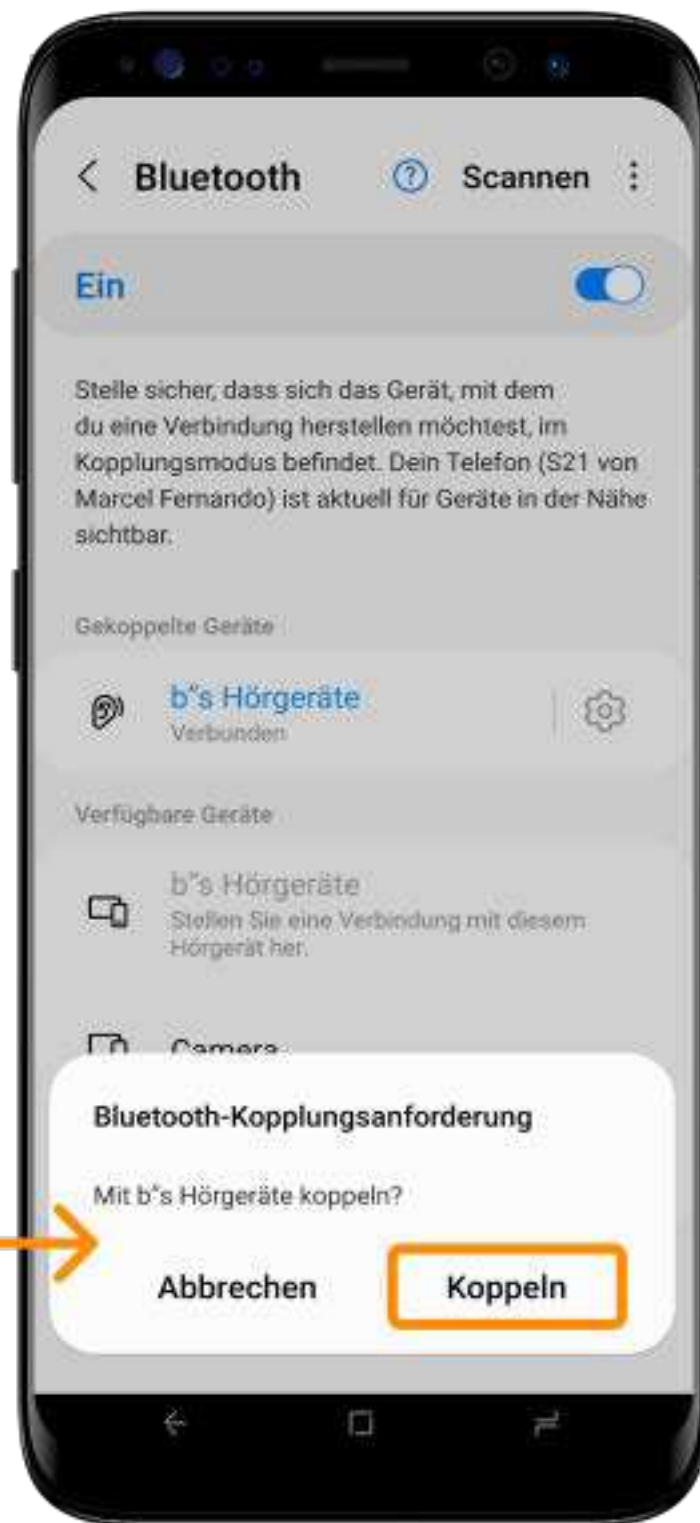 Bluetooth
Scannen
Ein
Stelle sicher, dass sich das Gerät, mit dem
du eine Verbindung herstellen möchtest, im
Kopplungsmodus befindet. Dein Telefon (S21 von
Marcel Fernando) ist aktuell für Geräte in der Nähe
sichtbar.
Gekoppelte Geräte
b"s Hörgeräte
Verbunden
Verfügbare Geräte
b"s Hörgeräte
Stellen Sie eine Verbindung mit diesem
Hörgerät her.
Camera
Bluetooth-Kopplungsanforderung
Mit b"s Hörgeräte koppeln?
Abbrechen
Koppeln